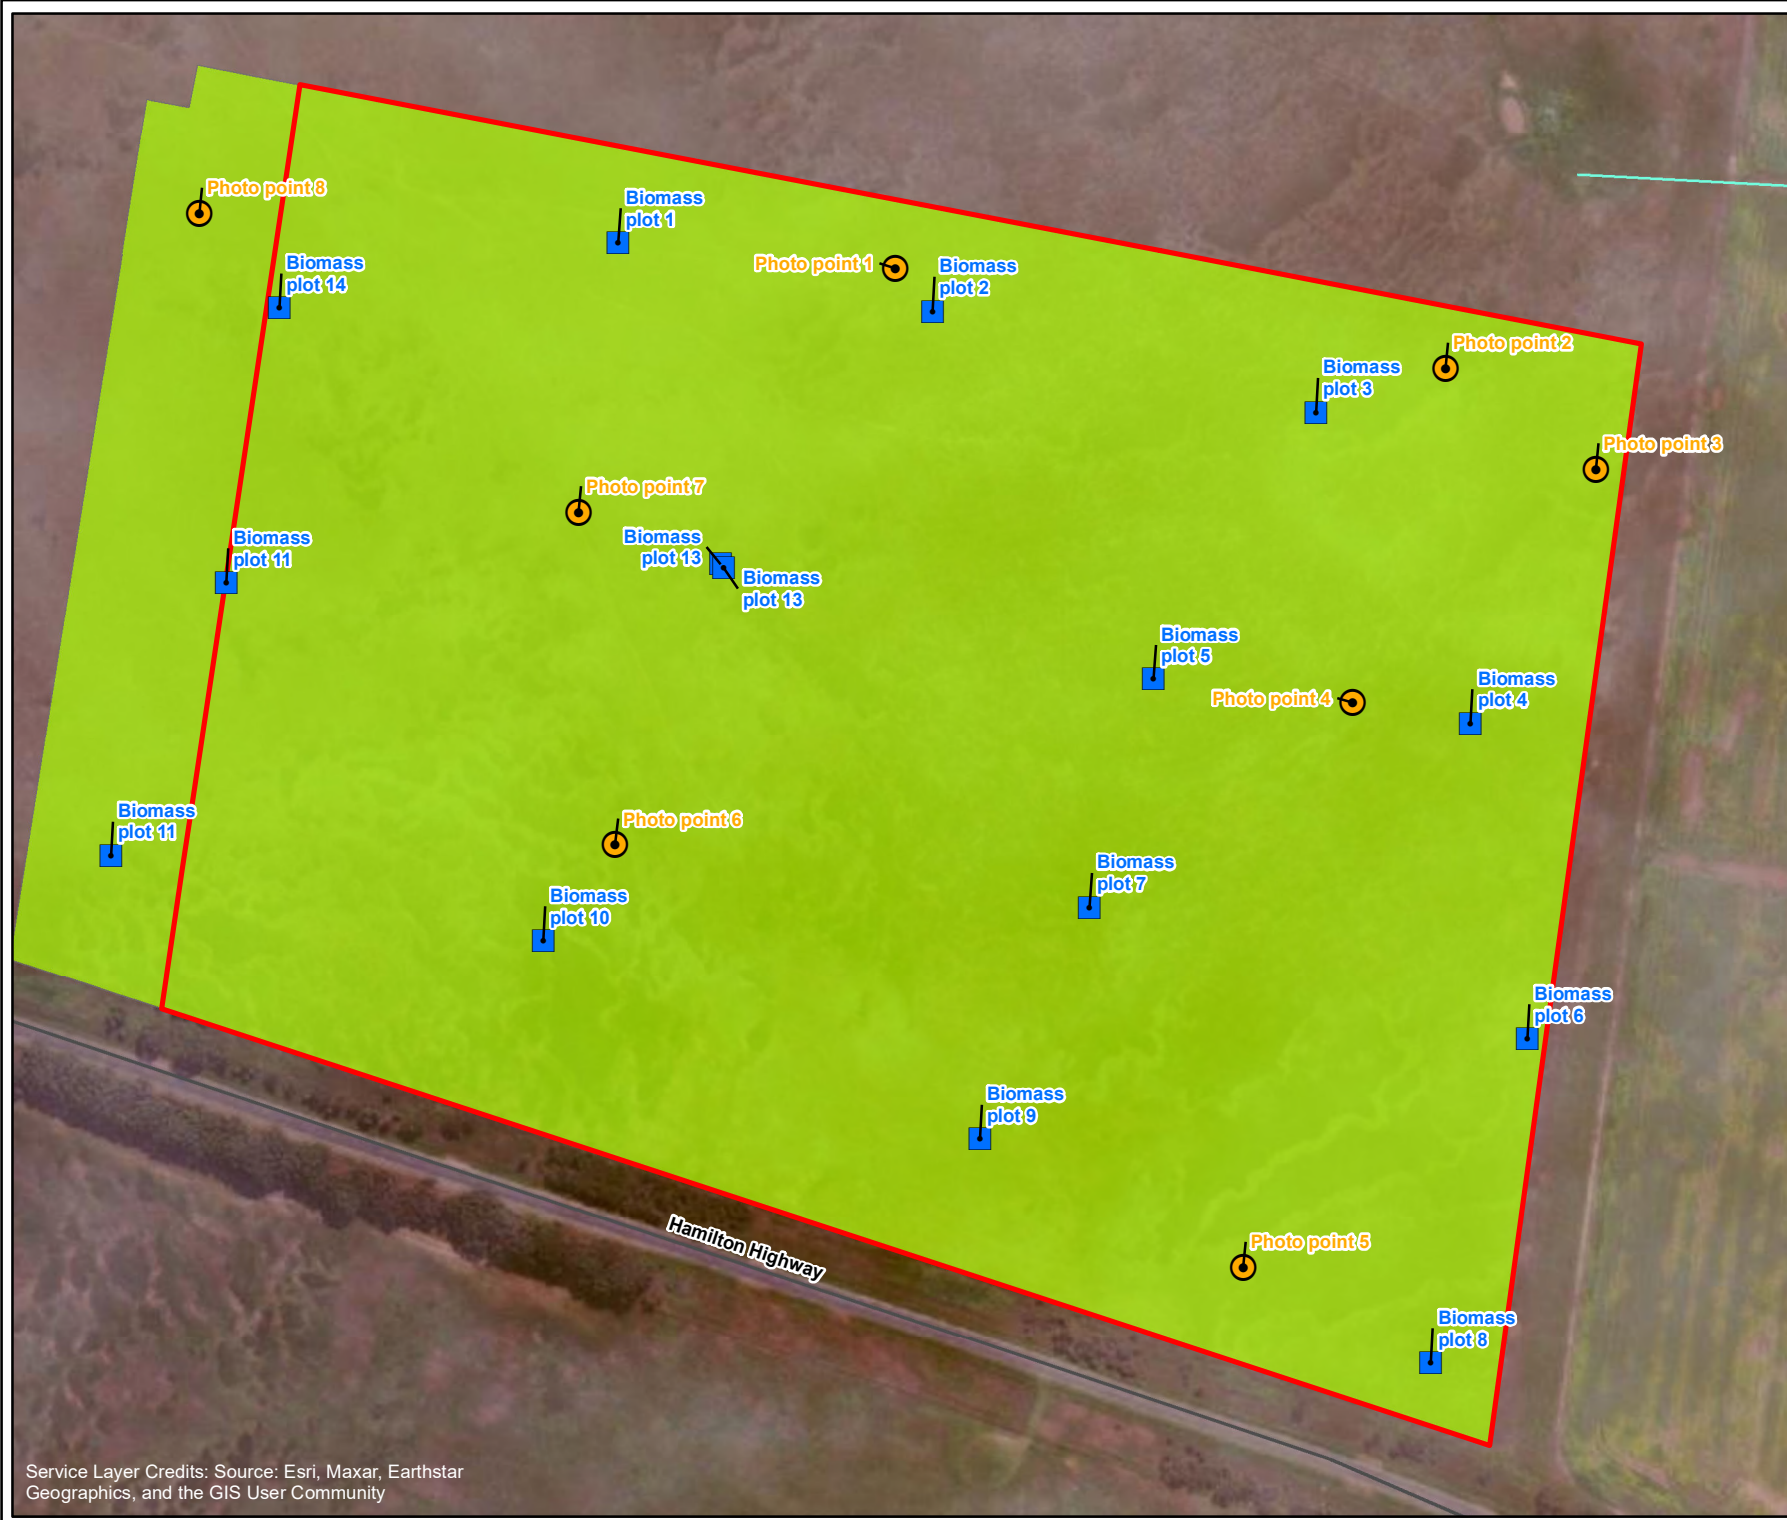 Photo point 8
Biomass
plot 1
Biomass
plot 14
Photo point 1
Biomass
plot 2
Photo point 2
Biomass
plot 3
Photo point 3
Photo point 7
Biomass
plot 13
Biomass
plot 11
Biomass
plot 13
Biomass
plot 5
Photo point 4
Biomass
plot 4
Biomass
plot 11
Photo point 6
Biomass
plot 7
Biomass
plot 10
Biomass
plot 6
Biomass
plot 9
Hamilton Highway
Photo point 5
Biomass
plot 8
Service Layer Credits: Source: Esri, Maxar, Earthstar
Geographics, and the GIS User Community